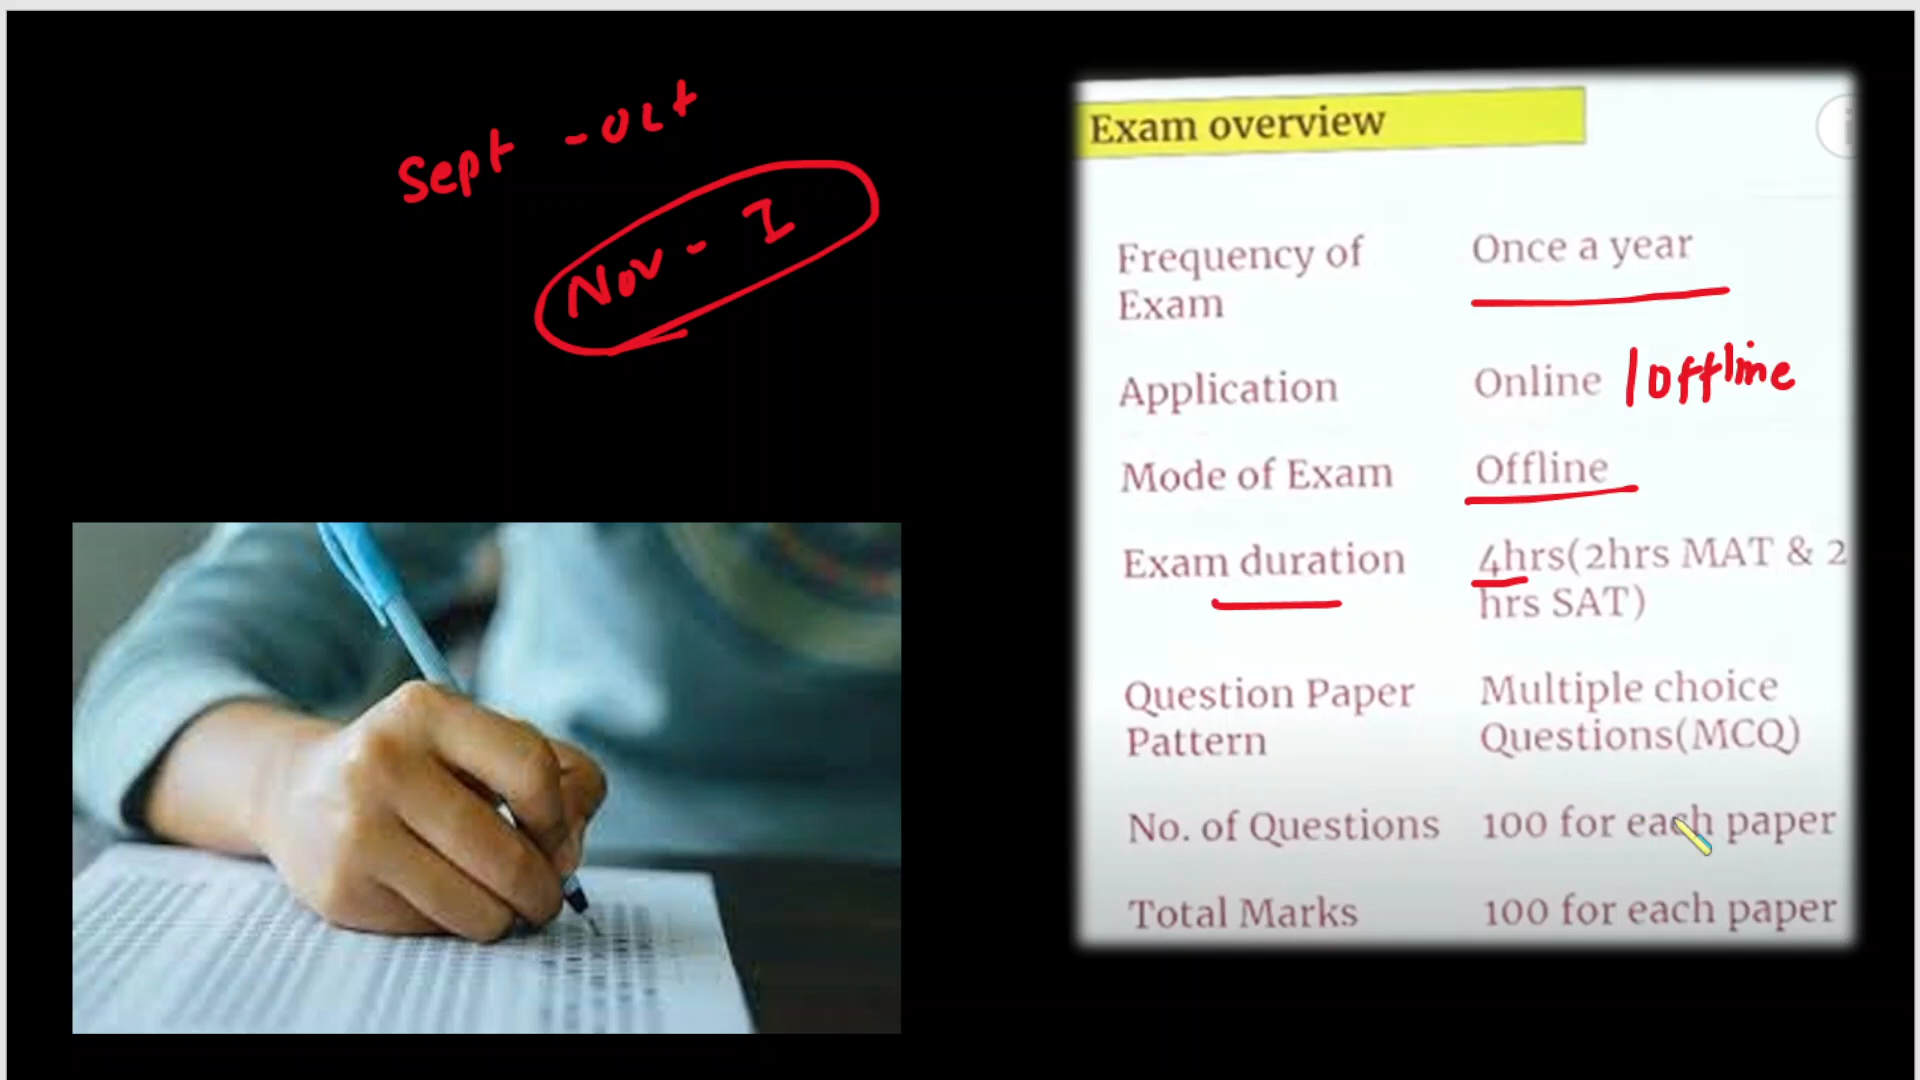 Sept - Oct
Nov - I
Exam overview
Frequency of Exam Once a year
Application Online / offline
Mode of Exam Offline
Exam duration 4hrs(2hrs MAT & 2 hrs SAT)
Question Paper Pattern Multiple choice Questions(MCQ)
No. of Questions 100 for each paper
Total Marks 100 for each paper